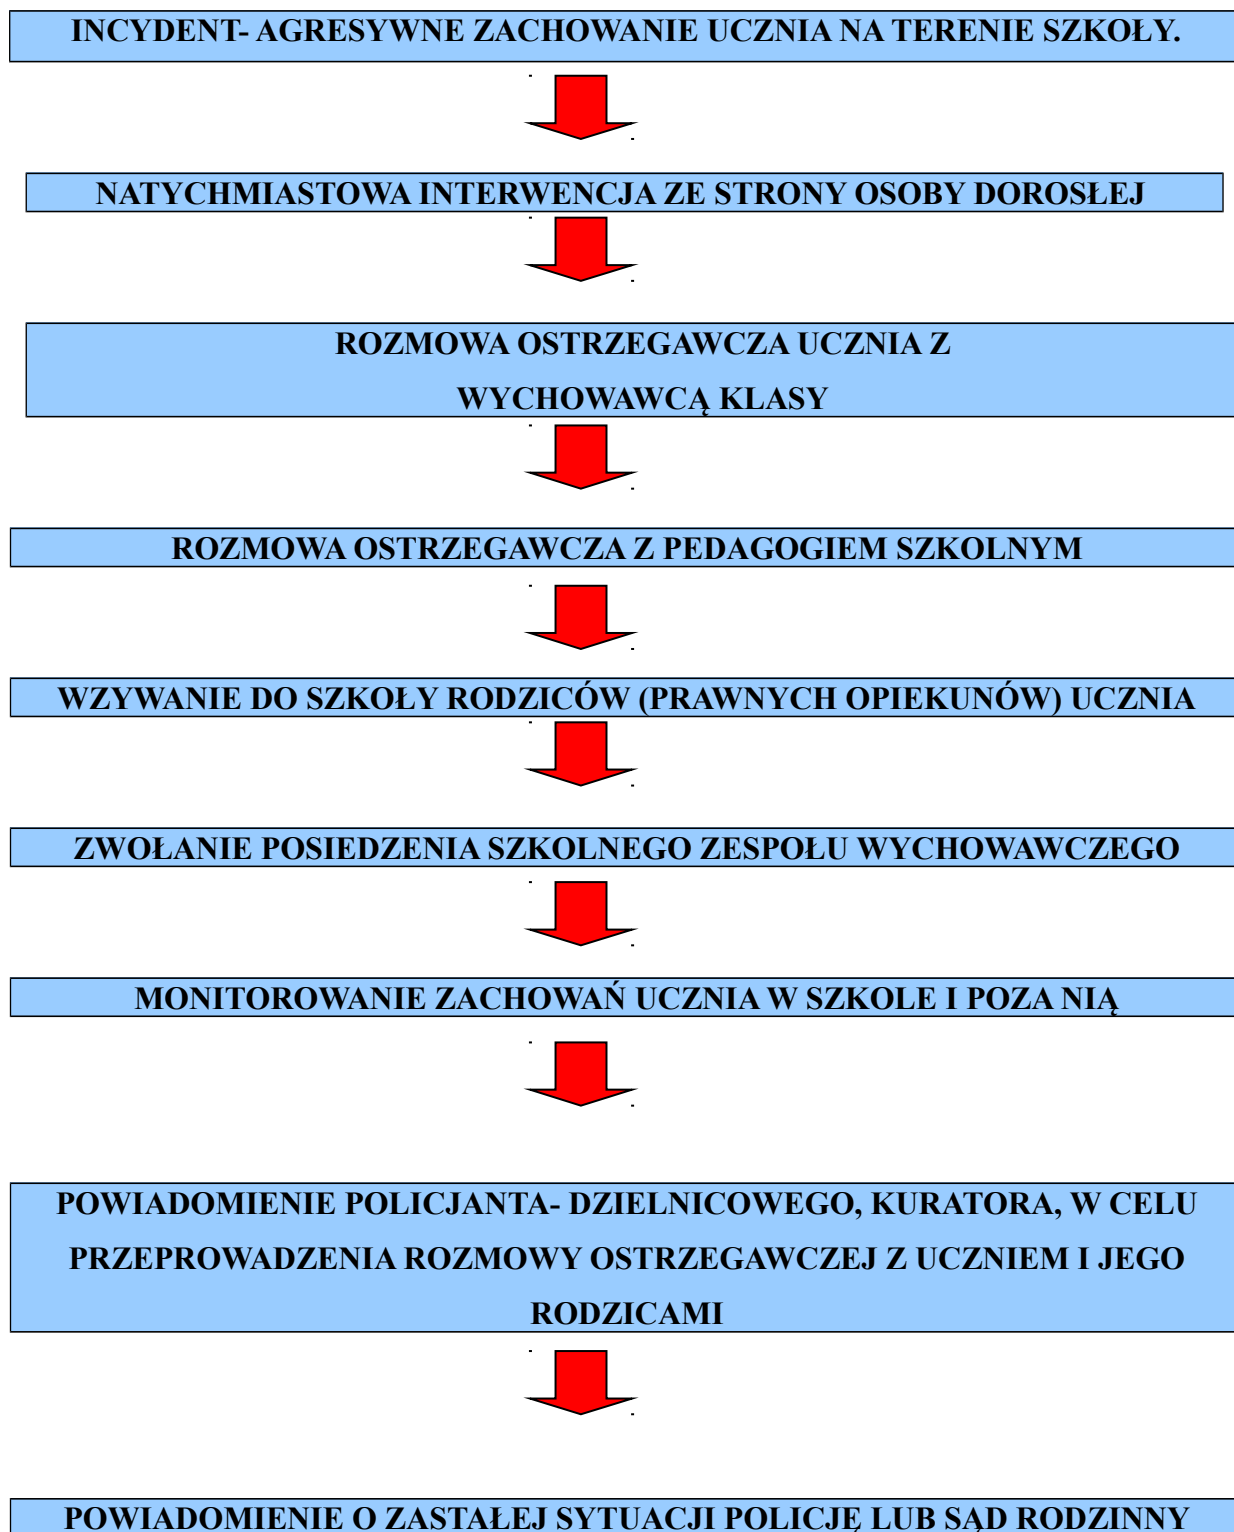 INCYDENT- AGRESYWNE ZACHOWANIE UCZNIA NA TERENIE SZKOŁY.
NATYCHMIASTOWA INTERWENCJA ZE STRONY OSOBY DOROSŁEJ
ROZMOWA OSTRZEGAWCZA UCZNIA Z
WYCHOWAWCĄ KLASY
ROZMOWA OSTRZEGAWCZA Z PEDAGOGIEM SZKOLNYM
WZYWANIE DO SZKOŁY RODZICÓW (PRAWNYCH OPIEKUNÓW) UCZNIA
ZWOŁANIE POSIEDZENIA SZKOLNEGO ZESPOŁU WYCHOWAWCZEGO
MONITOROWANIE ZACHOWAŃ UCZNIA W SZKOLE I POZA NIĄ
POWIADOMIENIE POLICJANTA- DZIELNICOWEGO, KURATORA, W CELU
PRZEPROWADZENIA ROZMOWY OSTRZEGAWCZEJ Z UCZNIEM I JEGO
RODZICAMI
POWIADOMIENIE O ZASTAŁEJ SYTUACJI POLICJĘ LUB SĄD RODZINNY